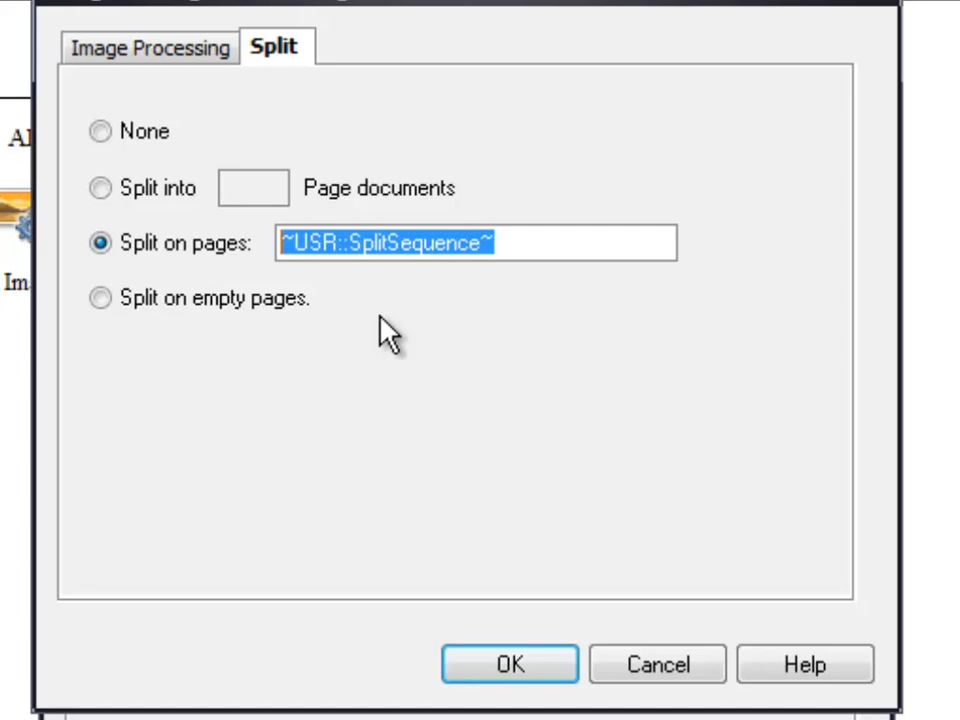 Image Processing Split
None
Split into Page documents
Split on pages: ~USR::SplitSequence~
Split on empty pages.
OK Cancel Help